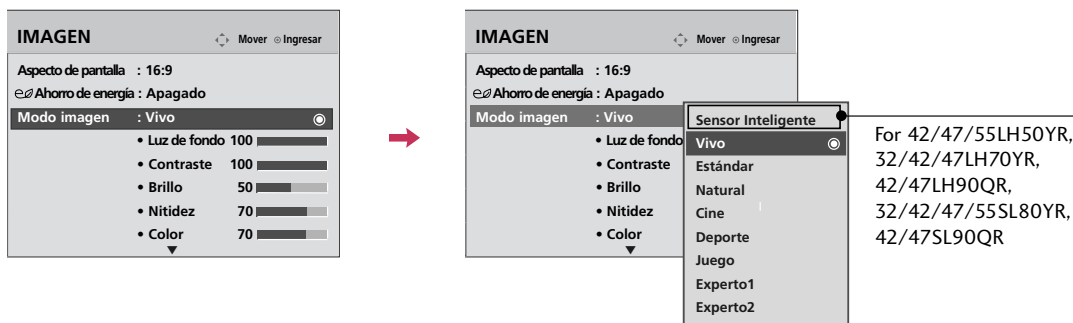 IMAGEN
Mover Ingresar
Aspecto de pantalla : 16:9
Ahorro de energía : Apagado
Modo imagen : Vivo
• Luz de fondo 100
• Contraste 100
• Brillo 50
• Nitidez 70
• Color 70
IMAGEN
Mover Ingresar
Aspecto de pantalla : 16:9
Ahorro de energía : Apagado
Modo imagen : Vivo
• Luz de fondo
• Contraste
• Brillo
• Nitidez
• Color
Sensor Inteligente
Vivo
Estándar
Natural
Cine
Deporte
Juego
Experto1
Experto2
For 42/47/55LH50YR,
32/42/47LH70YR,
42/47LH90QR,
32/42/47/55SL80YR,
42/47SL90QR